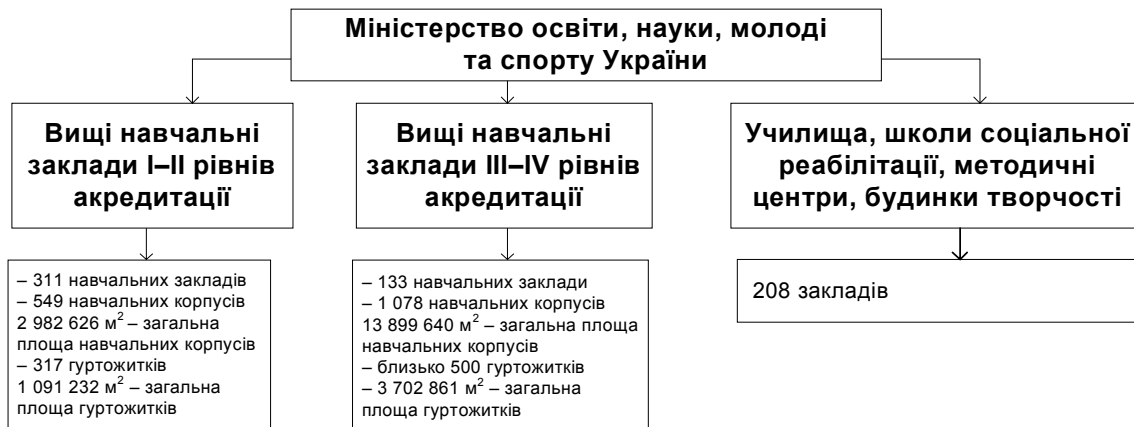 Міністерство освіти, науки, молоді
та спорту України
Вищі навчальні
заклади I–II рівнів
акредитації
Вищі навчальні
заклади III–IV рівнів
акредитації
Училища, школи соціальної
реабілітації, методичні
центри, будинки творчості
– 311 навчальних закладів
– 549 навчальних корпусів
2 982 626 м² – загальна
площа навчальних корпусів
– 317 гуртожитків
1 091 232 м² – загальна
площа гуртожитків
– 133 навчальних заклади
– 1 078 навчальних корпусів
13 899 640 м² – загальна площа
навчальних корпусів
– близько 500 гуртожитків
– 3 702 861 м² – загальна
площа гуртожитків
208 закладів